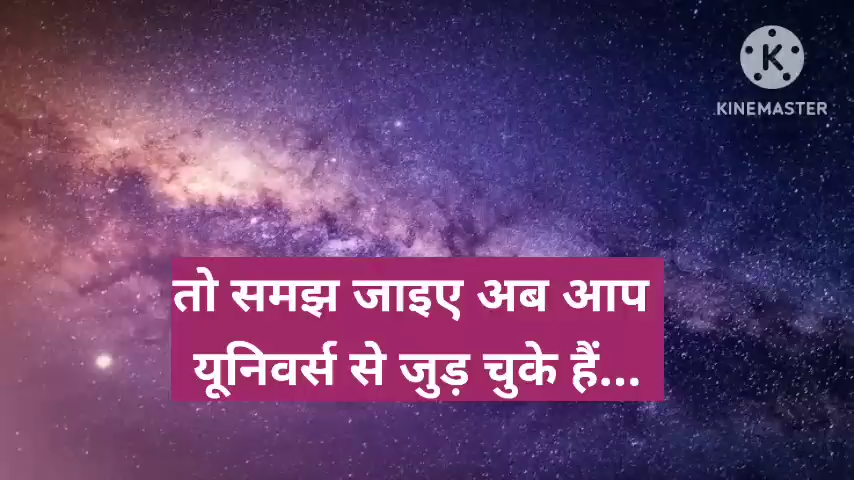 KINEMASTER
तो समझ जाइए अब आप
यूनिवर्स से जुड़ चुके हैं...